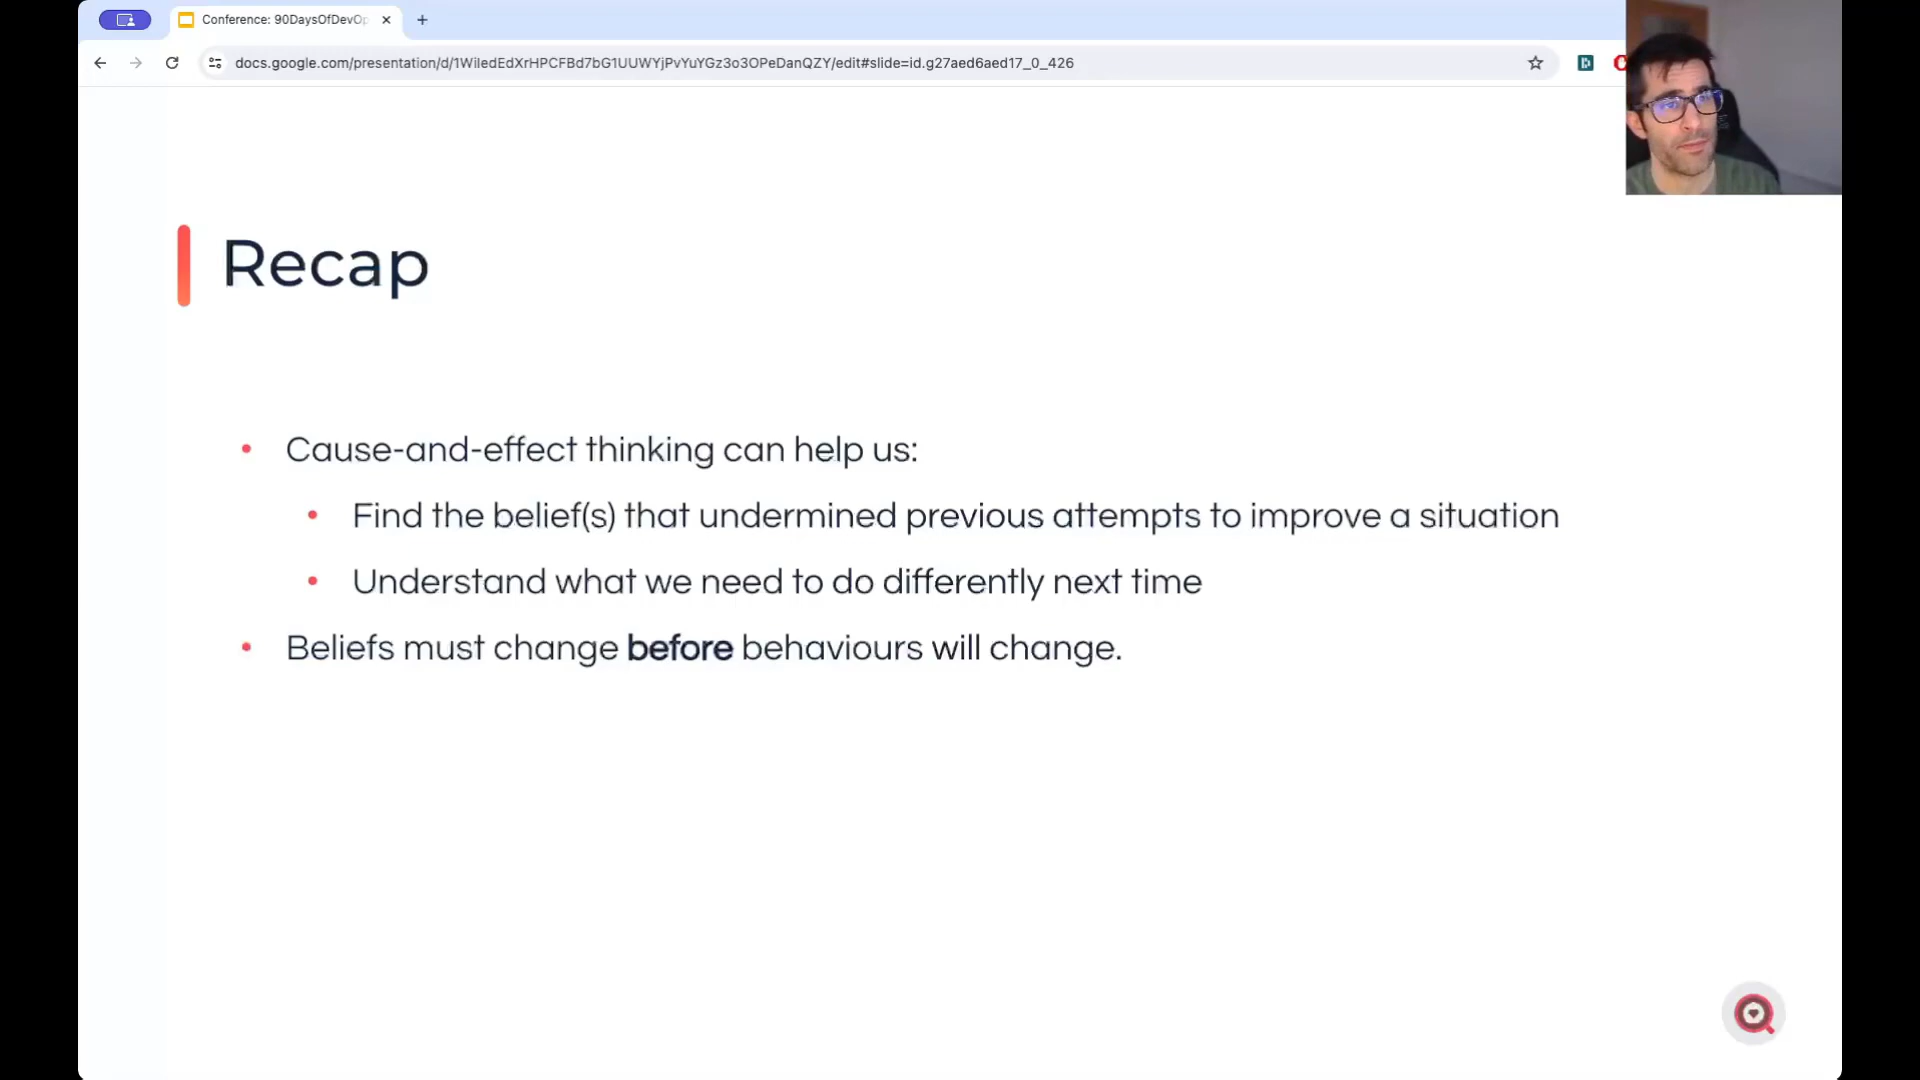 Conference: 90DaysOfDevOp
docs.google.com/presentation/d/1WiledEdXrHPCFBd7bG1UUWYjPvYuYGz3o3OPeDanQZY/edit#slide=id.g27aed6aed17_0_426
Recap
Cause-and-effect thinking can help us:
Find the belief(s) that undermined previous attempts to improve a situation
Understand what we need to do differently next time
Beliefs must change before behaviours will change.